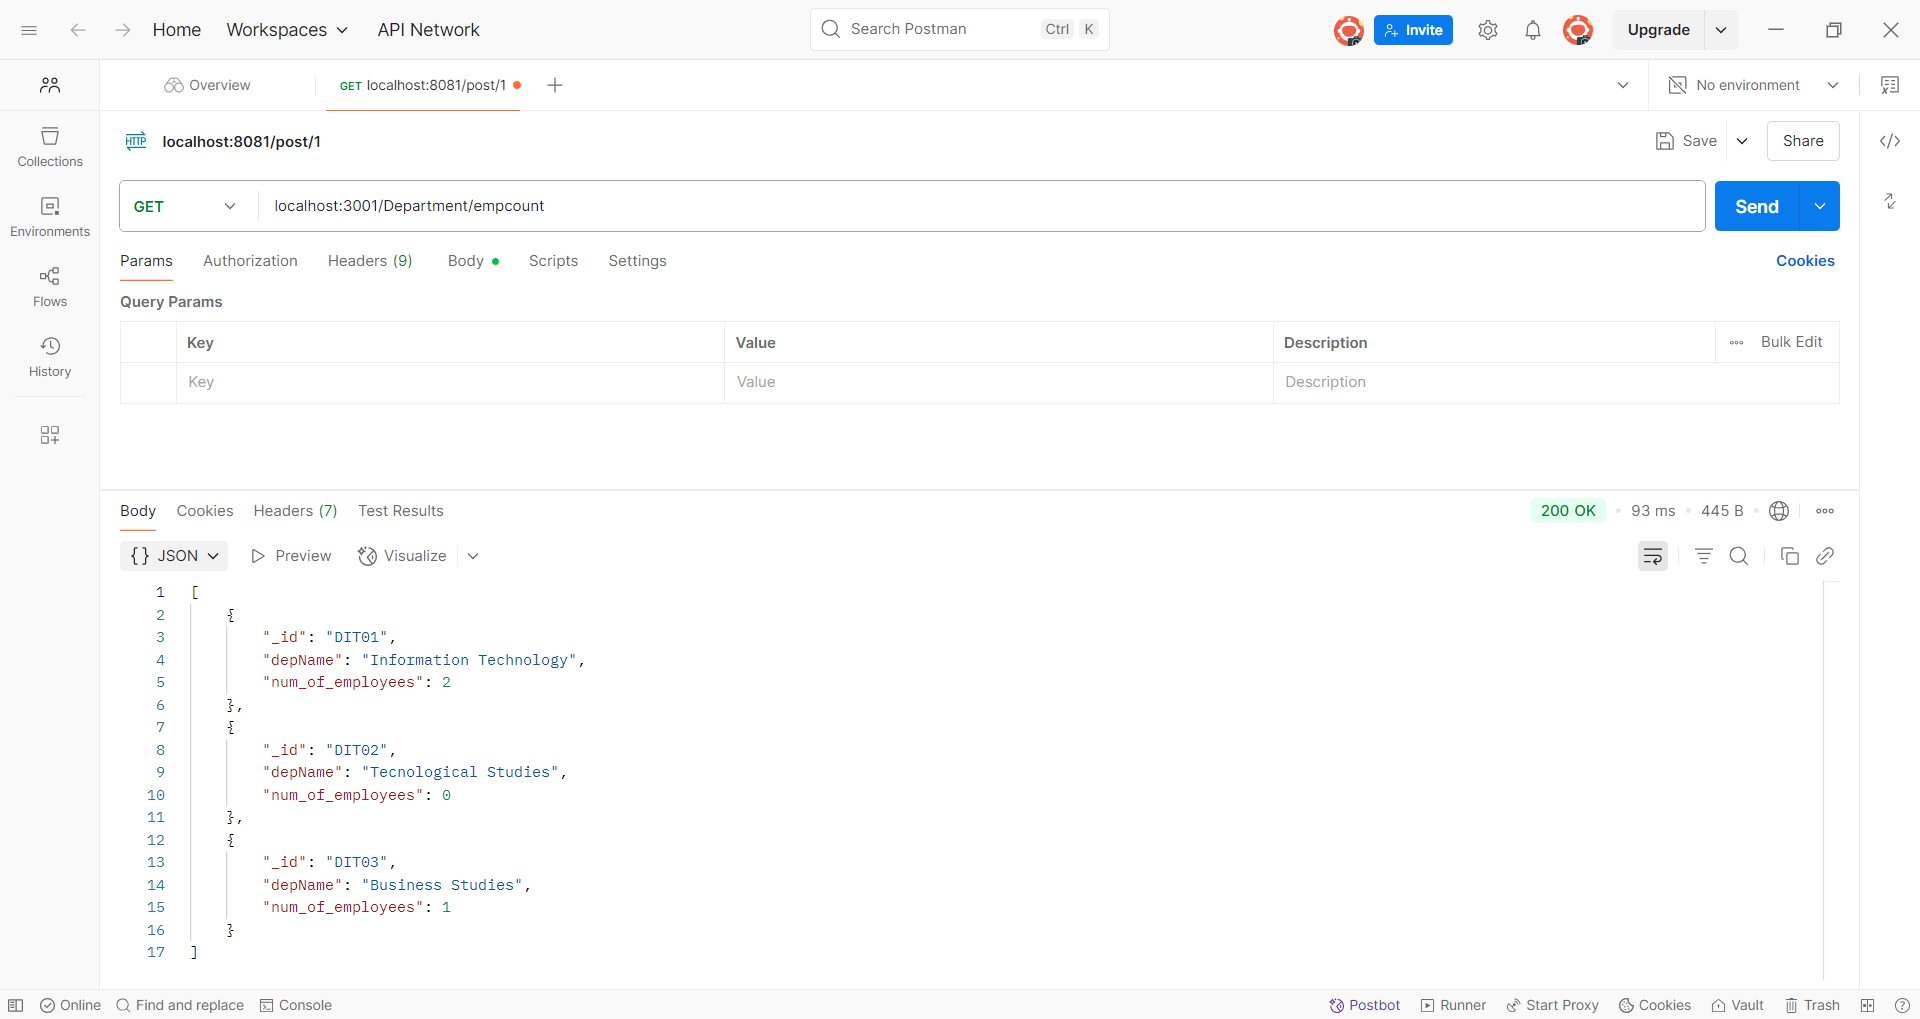 Home Workspaces API Network Search Postman Ctrl K Invite Upgrade
Overview GET localhost:8081/post/1 No environment
HTTP localhost:8081/post/1 Save Share
Collections
GET localhost:3001/Department/empcount Send
Environments
Params Authorization Headers (9) Body Scripts Settings Cookies
Flows
Query Params
Key Value Description Bulk Edit
History
Key Value Description
Body Cookies Headers (7) Test Results 200 OK 93 ms 445 B
{} JSON Preview Visualize
1 [
2 {
3 "_id": "DIT01",
4 "depName": "Information Technology",
5 "num_of_employees": 2
6 },
7 {
8 "_id": "DIT02",
9 "depName": "Tecnological Studies",
10 "num_of_employees": 0
11 },
12 {
13 "_id": "DIT03",
14 "depName": "Business Studies",
15 "num_of_employees": 1
16 }
17 ]
Online Find and replace Console Postbot Runner Start Proxy Cookies Vault Trash